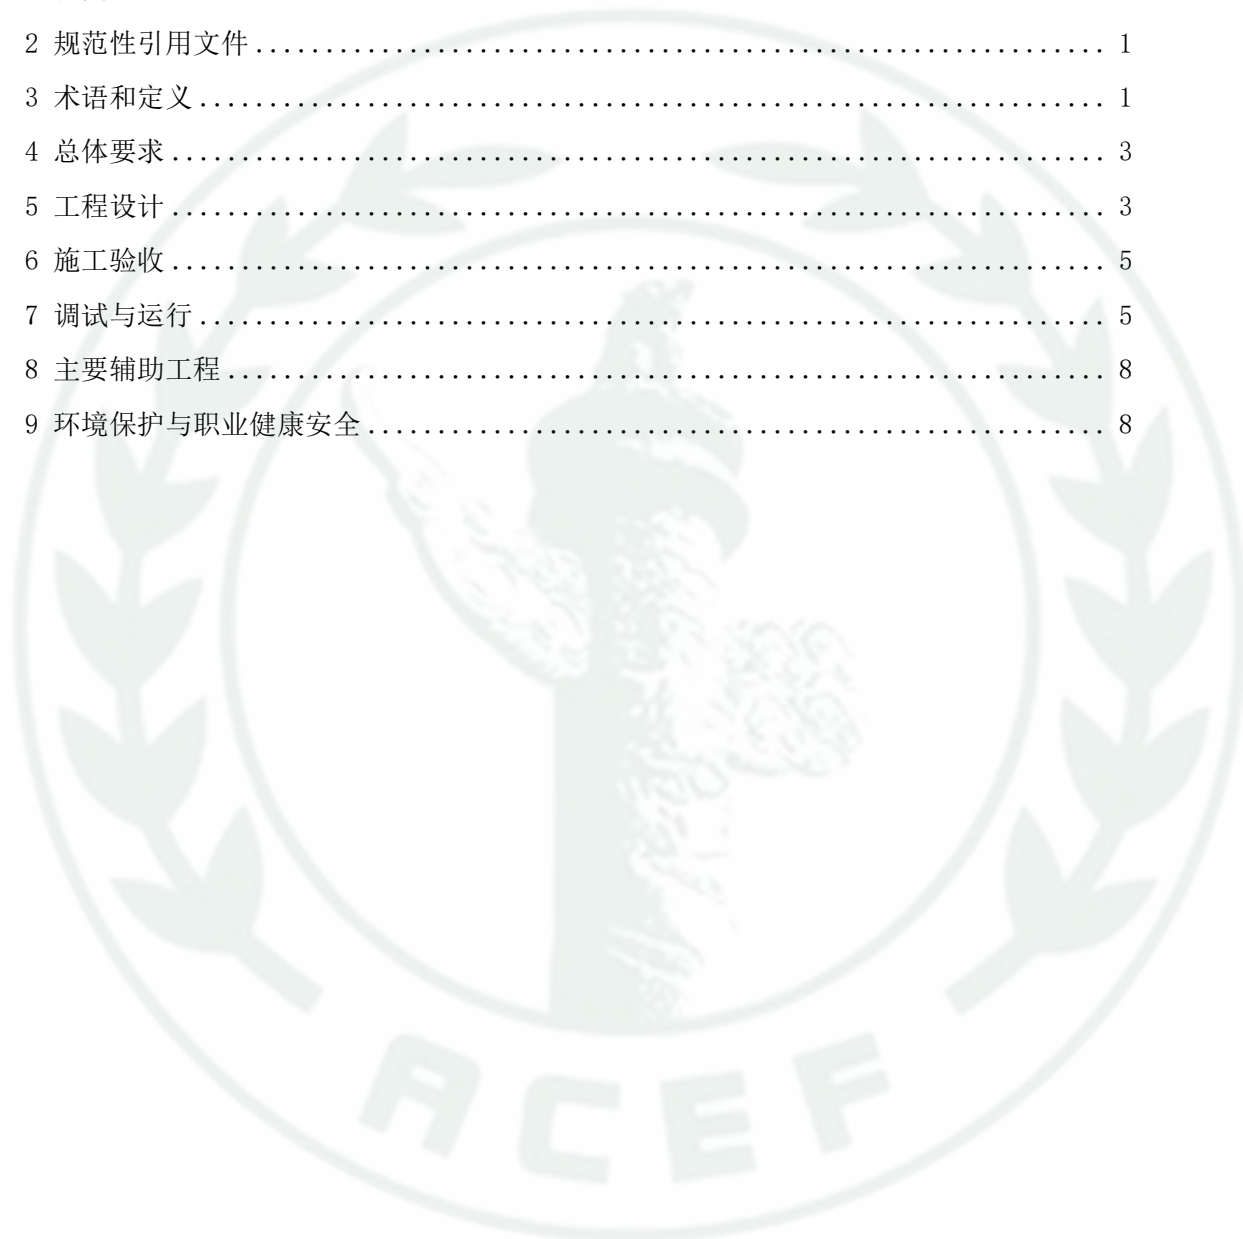 2 规范性引用文件............................................................. 1
3 术语和定义................................................................. 1
4 总体要求................................................................... 3
5 工程设计................................................................... 3
6 施工验收................................................................... 5
7 调试与运行................................................................. 5
8 主要辅助工程............................................................... 8
9 环境保护与职业健康安全..................................................... 8
ACEF